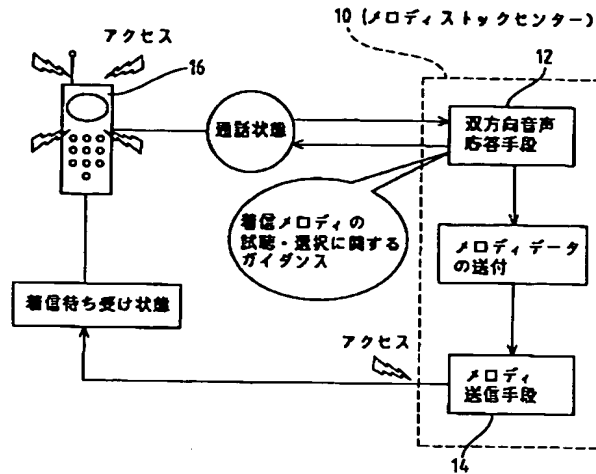 10 (メロディストックセンター)
アクセス
16
12
通話状態
双方向音声
応答手段
着信メロディの
試聴・選択に関する
ガイダンス
メロディデータ
の送付
着信待ち受け状態
アクセス
メロディ
送信手段
14